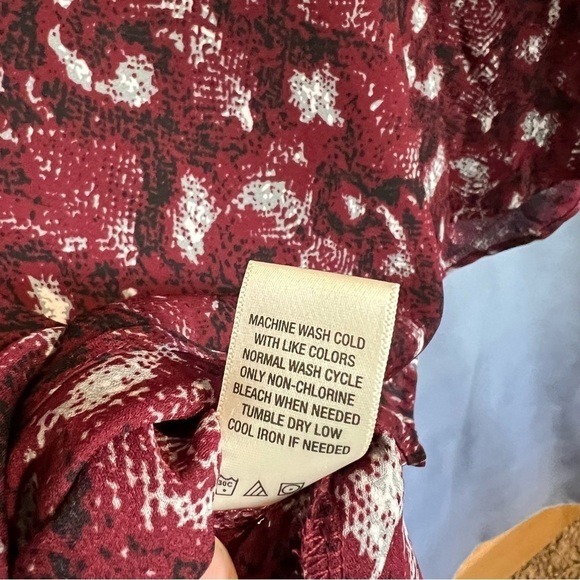 MACHINE WASH COLD
WITH LIKE COLORS
NORMAL WASH CYCLE
ONLY NON-CHLORINE
BLEACH WHEN NEEDED
TUMBLE DRY LOW
COOL IRON IF NEEDED
30C